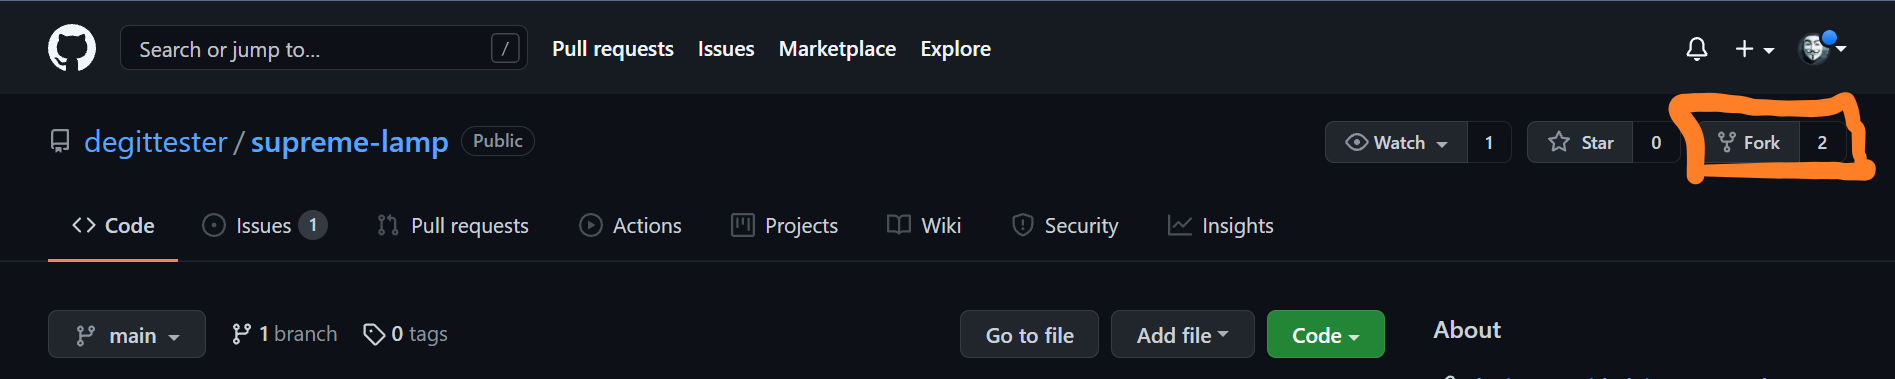 Search or jump to... / Pull requests Issues Marketplace Explore
degittester / supreme-lamp Public Watch 1 Star 0 Fork 2
Code Issues 1 Pull requests Actions Projects Wiki Security Insights
main 1 branch 0 tags Go to file Add file Code About